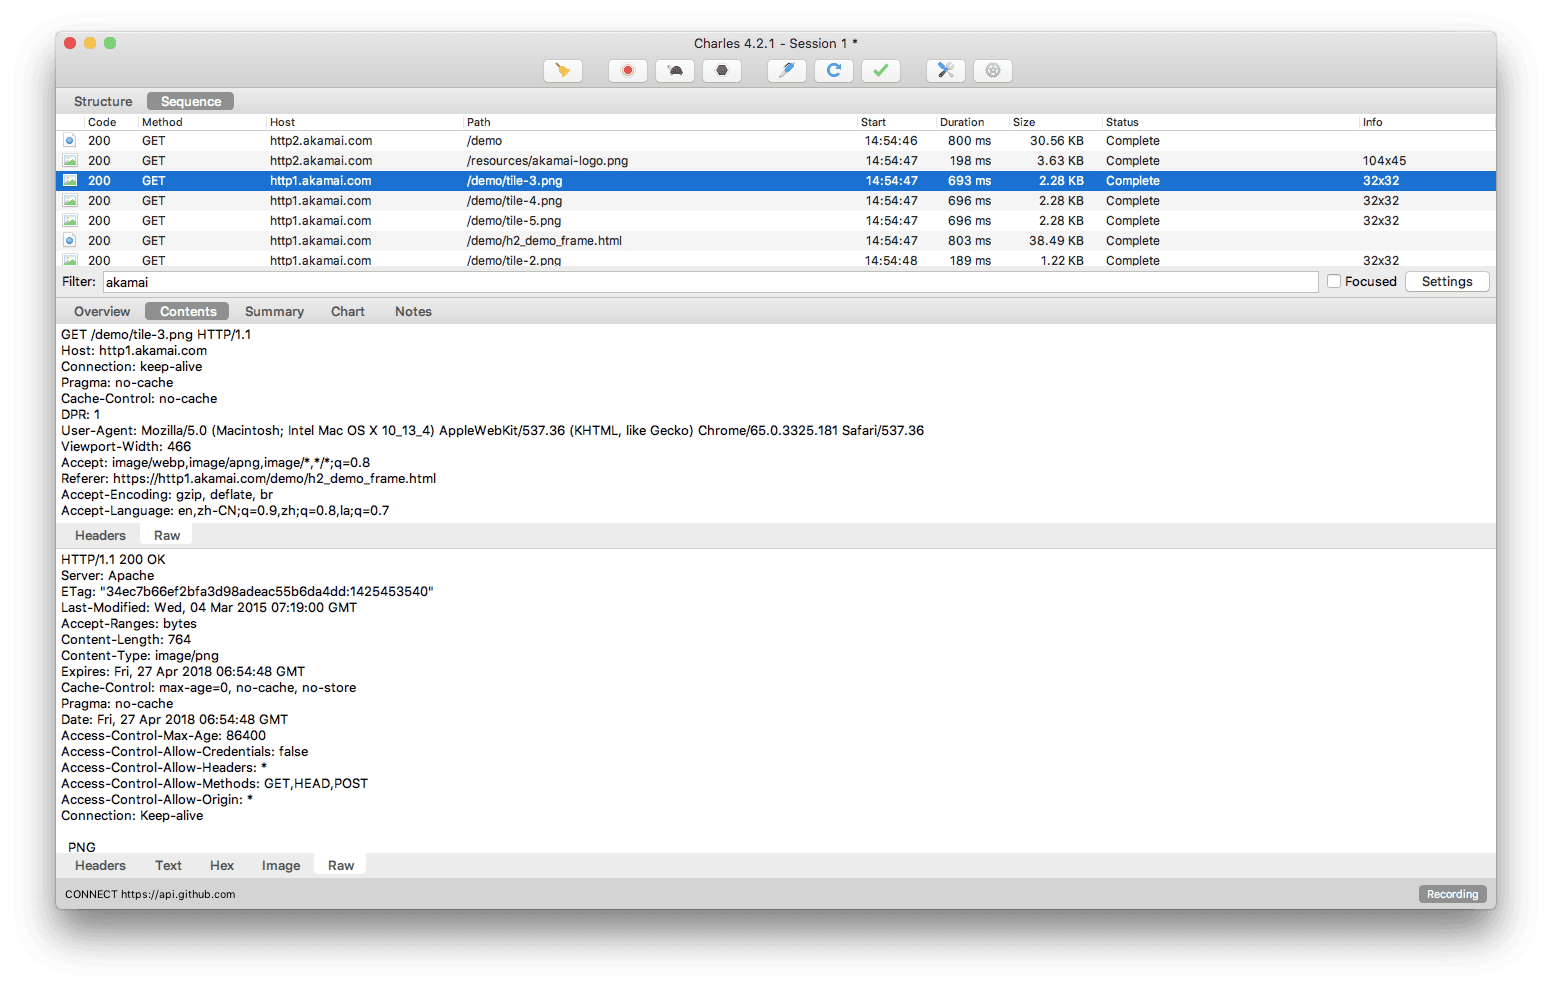 Charles 4.2.1 - Session 1 *
Structure Sequence
Code Method Host Path Start Duration Size Status Info
200 GET http2.akamai.com /demo 14:54:46 800 ms 30.56 KB Complete
200 GET http2.akamai.com /resources/akamai-logo.png 14:54:47 198 ms 3.63 KB Complete 104x45
200 GET http1.akamai.com /demo/tile-3.png 14:54:47 693 ms 2.28 KB Complete 32x32
200 GET http1.akamai.com /demo/tile-4.png 14:54:47 696 ms 2.28 KB Complete 32x32
200 GET http1.akamai.com /demo/tile-5.png 14:54:47 696 ms 2.28 KB Complete 32x32
200 GET http1.akamai.com /demo/h2_demo_frame.html 14:54:47 803 ms 38.49 KB Complete
200 GET http1.akamai.com /demo/tile-2.png 14:54:48 189 ms 1.22 KB Complete 32x32
Filter: akamai Focused Settings
Overview Contents Summary Chart Notes
GET /demo/tile-3.png HTTP/1.1
Host: http1.akamai.com
Connection: keep-alive
Pragma: no-cache
Cache-Control: no-cache
DPR: 1
User-Agent: Mozilla/5.0 (Macintosh; Intel Mac OS X 10_13_4) AppleWebKit/537.36 (KHTML, like Gecko) Chrome/65.0.3325.181 Safari/537.36
Viewport-Width: 466
Accept: image/webp,image/apng,image/*,*/*;q=0.8
Referer: https://http1.akamai.com/demo/h2_demo_frame.html
Accept-Encoding: gzip, deflate, br
Accept-Language: en,zh-CN;q=0.9,zh;q=0.8,la;q=0.7
Headers Raw
HTTP/1.1 200 OK
Server: Apache
ETag: "34ec7b66ef2bfa3d98adeac55b6da4dd:1425453540"
Last-Modified: Wed, 04 Mar 2015 07:19:00 GMT
Accept-Ranges: bytes
Content-Length: 764
Content-Type: image/png
Expires: Fri, 27 Apr 2018 06:54:48 GMT
Cache-Control: max-age=0, no-cache, no-store
Pragma: no-cache
Date: Fri, 27 Apr 2018 06:54:48 GMT
Access-Control-Max-Age: 86400
Access-Control-Allow-Credentials: false
Access-Control-Allow-Headers: *
Access-Control-Allow-Methods: GET,HEAD,POST
Access-Control-Allow-Origin: *
Connection: Keep-alive
PNG
Headers Text Hex Image Raw
CONNECT https://api.github.com Recording